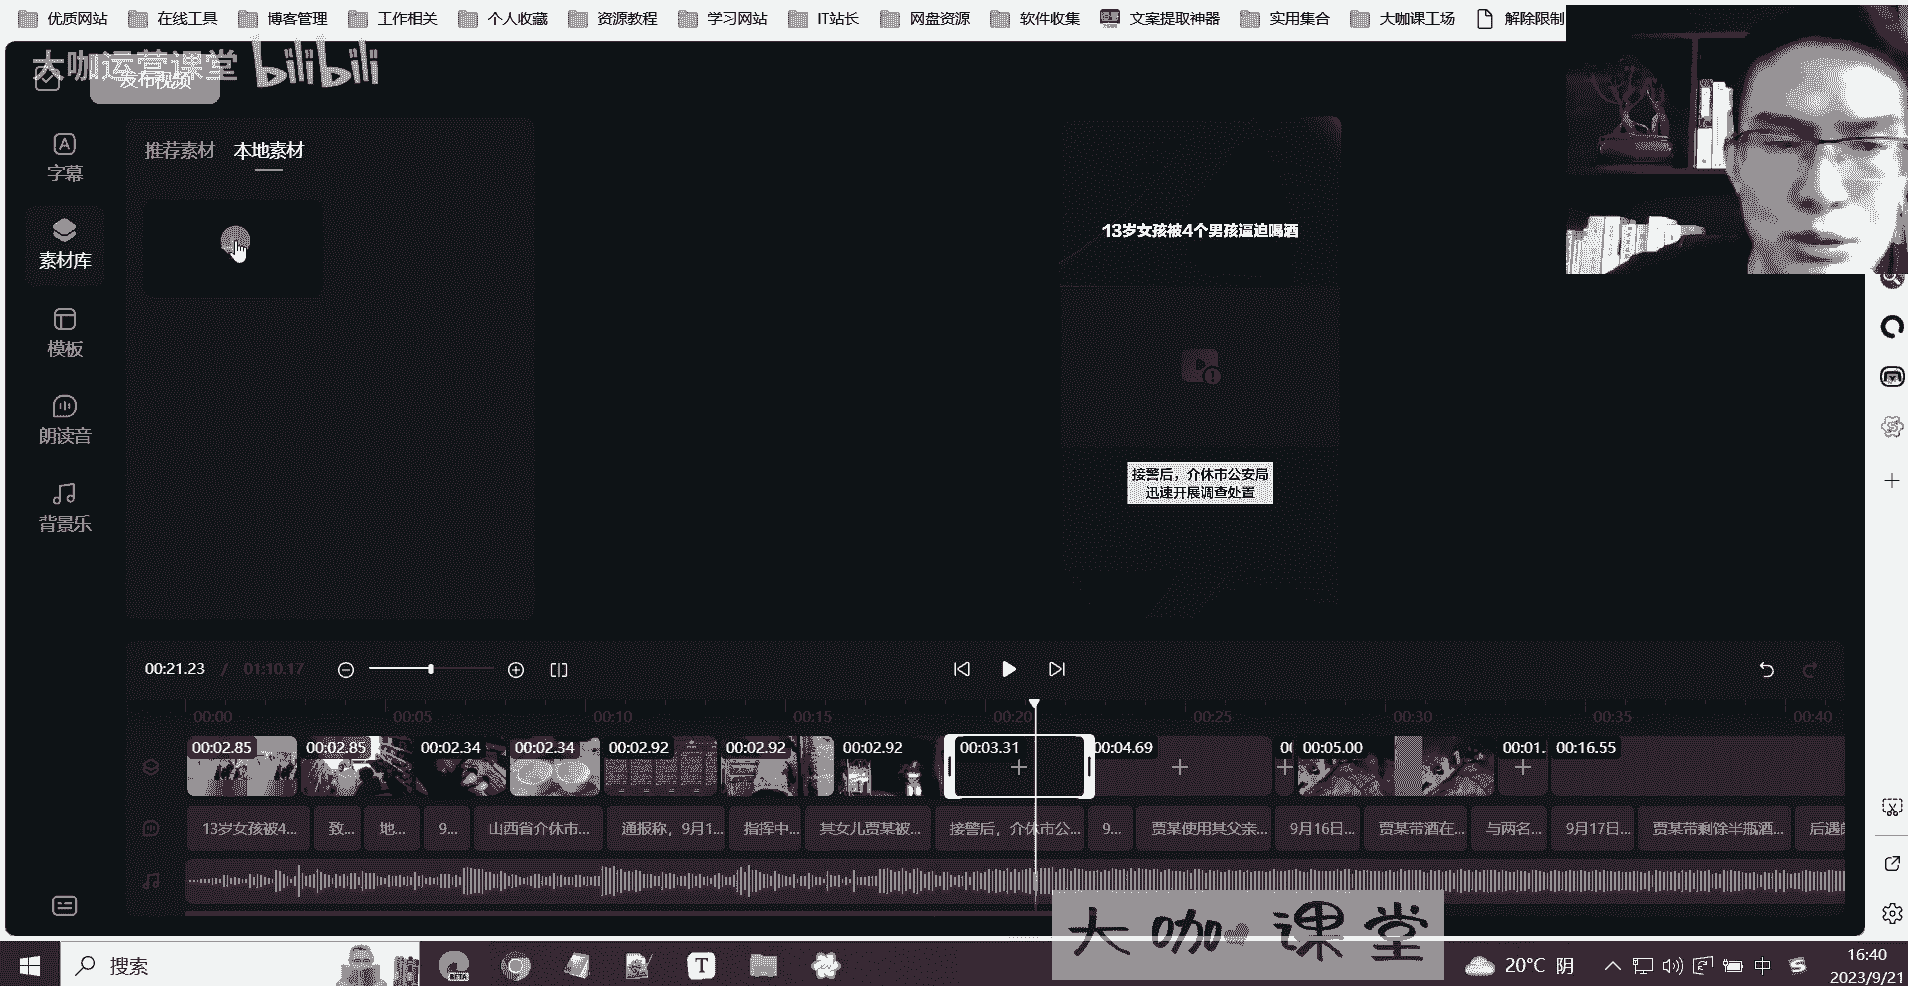 优质网站 在线工具 博客管理 工作相关 个人收藏 资源教程 学习网站 IT站长 网盘资源 软件收集 文案提取神器 实用集合 大咖课工场 解除限制
大咖运营课堂 bilibili
发布视频
字幕
素材库
模板
朗读音
背景乐
推荐素材 本地素材
13岁女孩被4个男孩逼迫喝酒
接警后，介休市公安局
迅速开展调查处置
00:21.23 / 01:10.17
00:00 00:05 00:10 00:15 00:20 00:25 00:30 00:35 00:40
00:02.85 00:02.85 00:02.34 00:02.34 00:02.92 00:02.92 00:02.92 00:03.31 00:04.69 00:05.00 00:01. 00:16.55
13岁女孩被4... 致... 地... 9... 山西省介休市... 通报称，9月1... 指挥中... 其女儿贾某被... 接警后，介休市公... 9... 贾某使用其父亲... 9月16日... 贾某带酒在... 与两名... 9月17日... 贾某带剩余半瓶酒... 后遇
大咖课堂
搜索
BETA
T
20°C 阴
中
16:40
2023/9/21